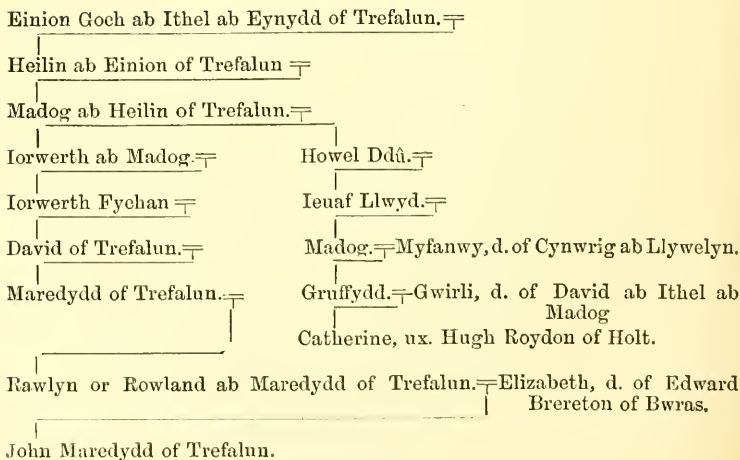 Einion Goch ab Ithel ab Eynydd of Trefalun.
Heilin ab Einion of Trefalun
Madog ab Heilin of Trefalun.
Iorwerth ab Madog. Howel Ddû.
Iorwerth Fychan Ieuaf Llwyd.
David of Trefalun. Madog. Myfanwy, d. of Cynwrig ab Llywelyn.
Maredydd of Trefalun. Gruffydd. Gwirli, d. of David ab Ithel ab
Madog
Catherine, ux. Hugh Roydon of Holt.
Rawlyn or Rowland ab Maredydd of Trefalun. Elizabeth, d. of Edward
Brereton of Bwras.
John Maredydd of Trefalun.